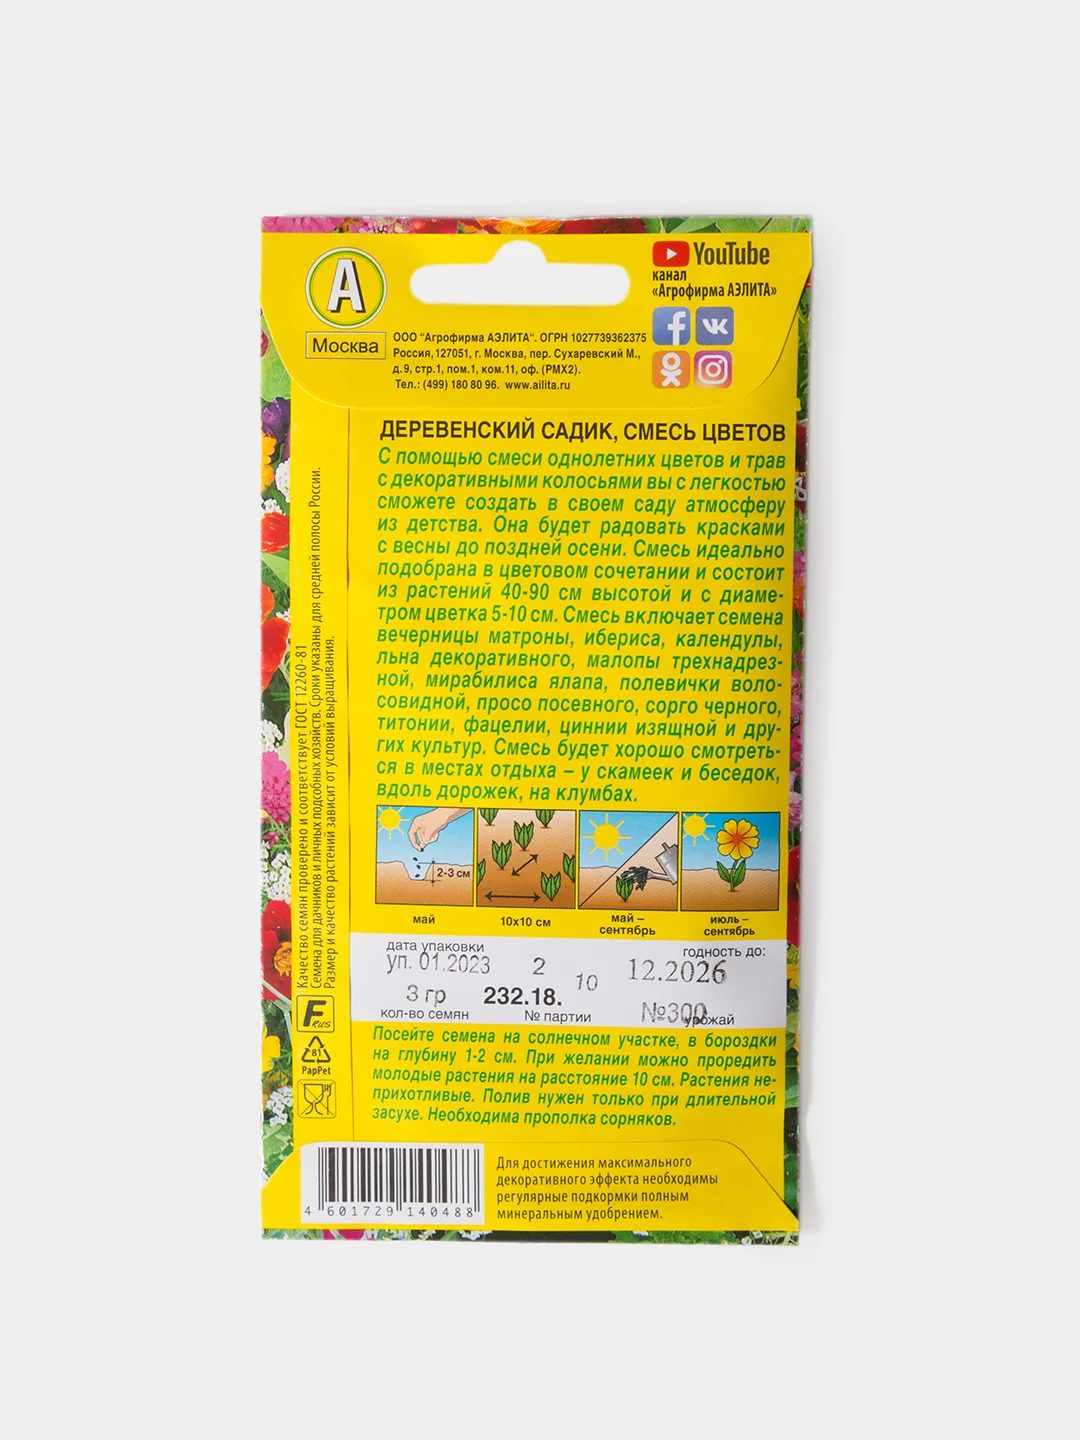 А
Москва
ООО "Агрофирма АЭЛИТА". ОГРН 1027739362375
Россия, 127051, г. Москва, пер. Сухаревский М.,
д.9, стр.1, пом.1, ком.11, оф. (РМХ2).
Тел.: (499) 180 80 96. www.ailita.ru
YouTube
канал
«Агрофирма АЭЛИТА»
ДЕРЕВЕНСКИЙ САДИК, СМЕСЬ ЦВЕТОВ
С помощью смеси однолетних цветов и трав
с декоративными колосьями вы с легкостью
сможете создать в своем саду атмосферу
из детства. Она будет радовать красками
с весны до поздней осени. Смесь идеально
подобрана в цветовом сочетании и состоит
из растений 40-90 см высотой и с диаме-
тром цветка 5-10 см. Смесь включает семена
вечерницы матроны, ибериса, календулы,
льна декоративного, малопы трехнадрез-
ной, мирабилиса ялапа, полевички воло-
совидной, просо посевного, сорго черного,
титонии, фацелии, циннии изящной и дру-
гих культур. Смесь будет хорошо смотреть-
ся в местах отдыха – у скамеек и беседок,
вдоль дорожек, на клумбах.
2-3 см
май
10х10 см
май –
сентябрь
июль –
сентябрь
дата упаковки
уп. 01.2023
2
10
годность до:
12.2026
3 гр
232.18.
№300
кол-во семян
№ партии
урожай
Посейте семена на солнечном участке, в бороздки
на глубину 1-2 см. При желании можно проредить
молодые растения на расстояние 10 см. Растения не-
прихотливые. Полив нужен только при длительной
засухе. Необходима прополка сорняков.
Качество семян проверено и соответствует ГОСТ 12260-81
Семена для дачников и личных подсобных хозяйств. Сроки указаны для средней полосы России.
Размер и качество растений зависит от условий выращивания.
F RUS
81
PapPet
4 601729 140488
Для достижения максимального
декоративного эффекта необходимы
регулярные подкормки полным
минеральным удобрением.